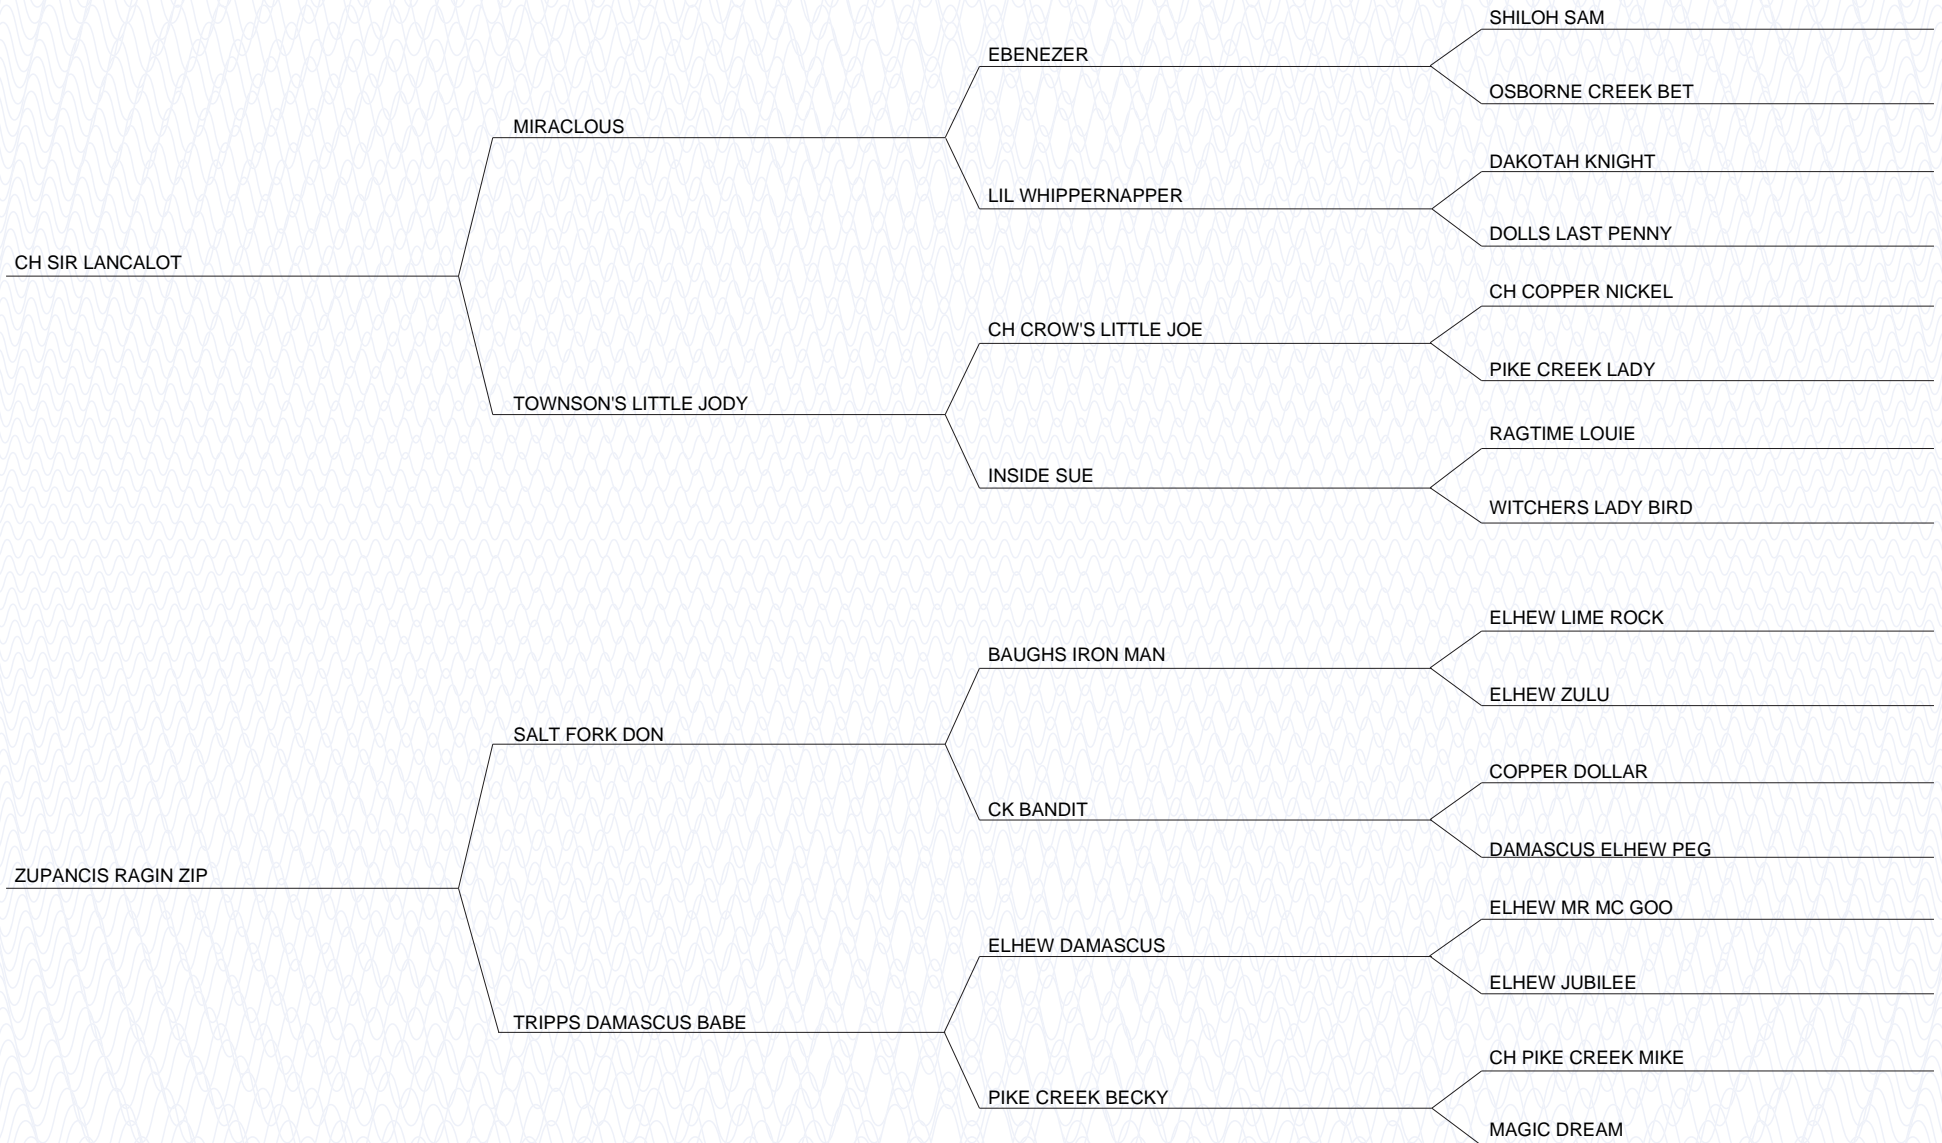 SHILOH SAM
EBENEZER
OSBORNE CREEK BET
MIRACLOUS
DAKOTAH KNIGHT
LIL WHIPPERNAPPER
DOLLS LAST PENNY
CH SIR LANCALOT
CH COPPER NICKEL
CH CROW'S LITTLE JOE
PIKE CREEK LADY
TOWNSON'S LITTLE JODY
RAGTIME LOUIE
INSIDE SUE
WITCHERS LADY BIRD
ELHEW LIME ROCK
BAUGHS IRON MAN
ELHEW ZULU
SALT FORK DON
COPPER DOLLAR
CK BANDIT
DAMASCUS ELHEW PEG
ZUPANCIS RAGIN ZIP
ELHEW MR MC GOO
ELHEW DAMASCUS
ELHEW JUBILEE
TRIPPS DAMASCUS BABE
CH PIKE CREEK MIKE
PIKE CREEK BECKY
MAGIC DREAM